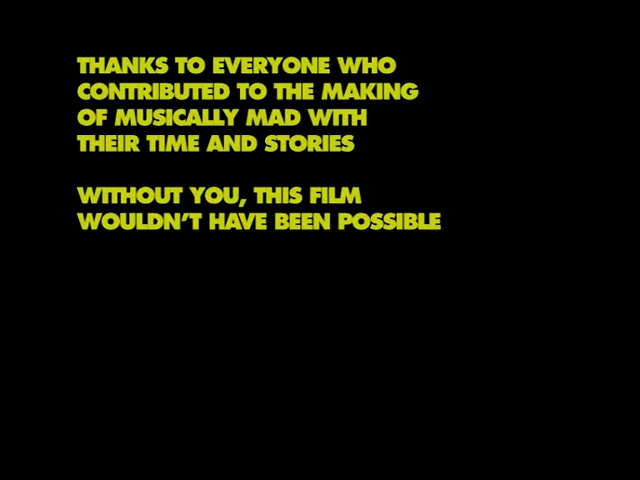 THANKS TO EVERYONE WHO
CONTRIBUTED TO THE MAKING
OF MUSICALLY MAD WITH
THEIR TIME AND STORIES
WITHOUT YOU, THIS FILM
WOULDN'T HAVE BEEN POSSIBLE